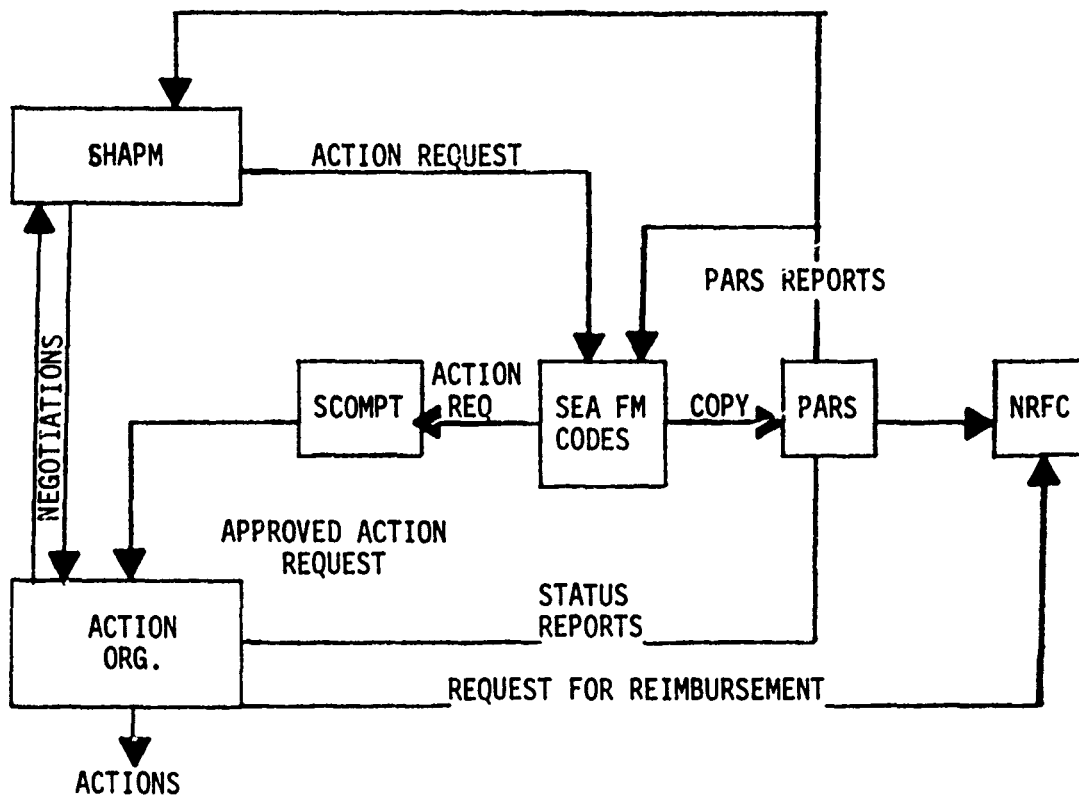 SHAPM
ACTION REQUEST
PARS REPORTS
NEGOTIATIONS
SCOMPT
ACTION
REQ
SEA FM
CODES
COPY
PARS
NRFC
APPROVED ACTION
REQUEST
ACTION
ORG.
STATUS
REPORTS
REQUEST FOR REIMBURSEMENT
ACTIONS